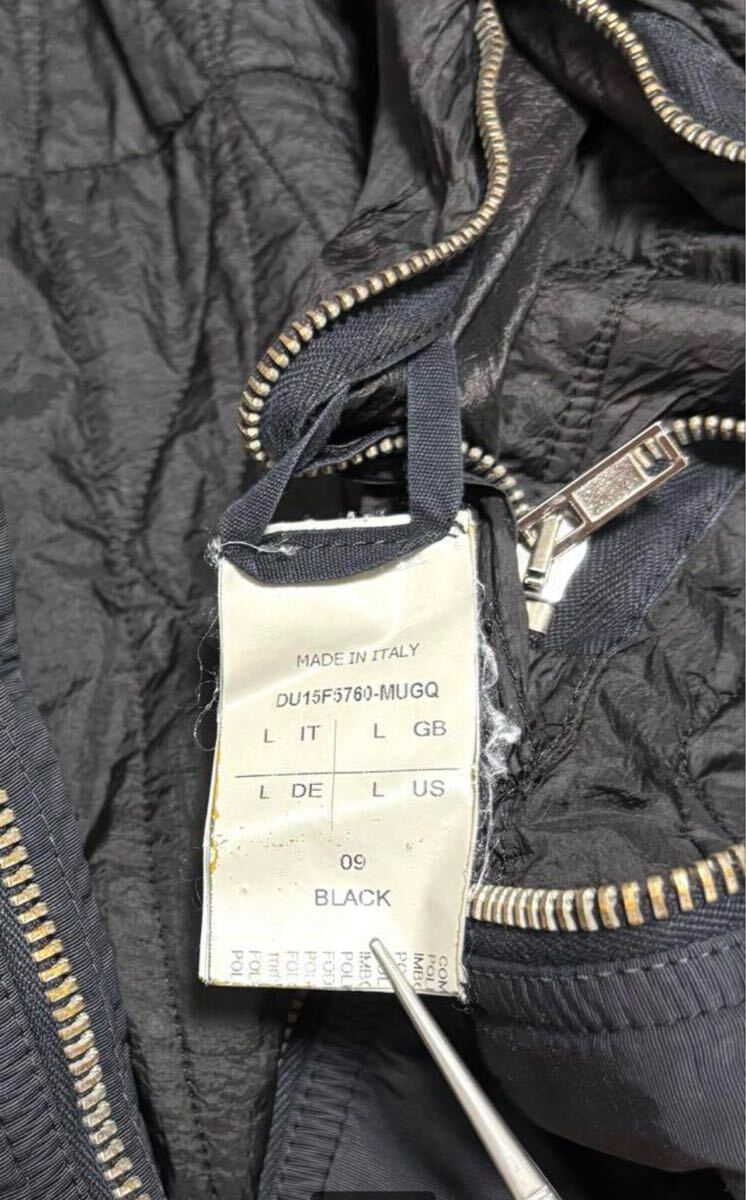 MADE IN ITALY
DU15F5760-MUGQ
L IT L GB
L DE L US
09
BLACK